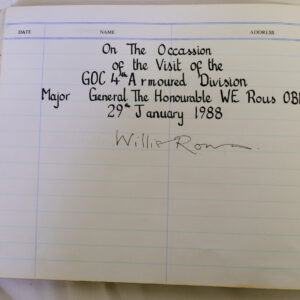 DATE NAME ADDRESS
On The Occassion
of the Visit of the
GOC 4th Armoured Division
Major General The Honourable WE Rous OBE
29th January 1988
William Rous